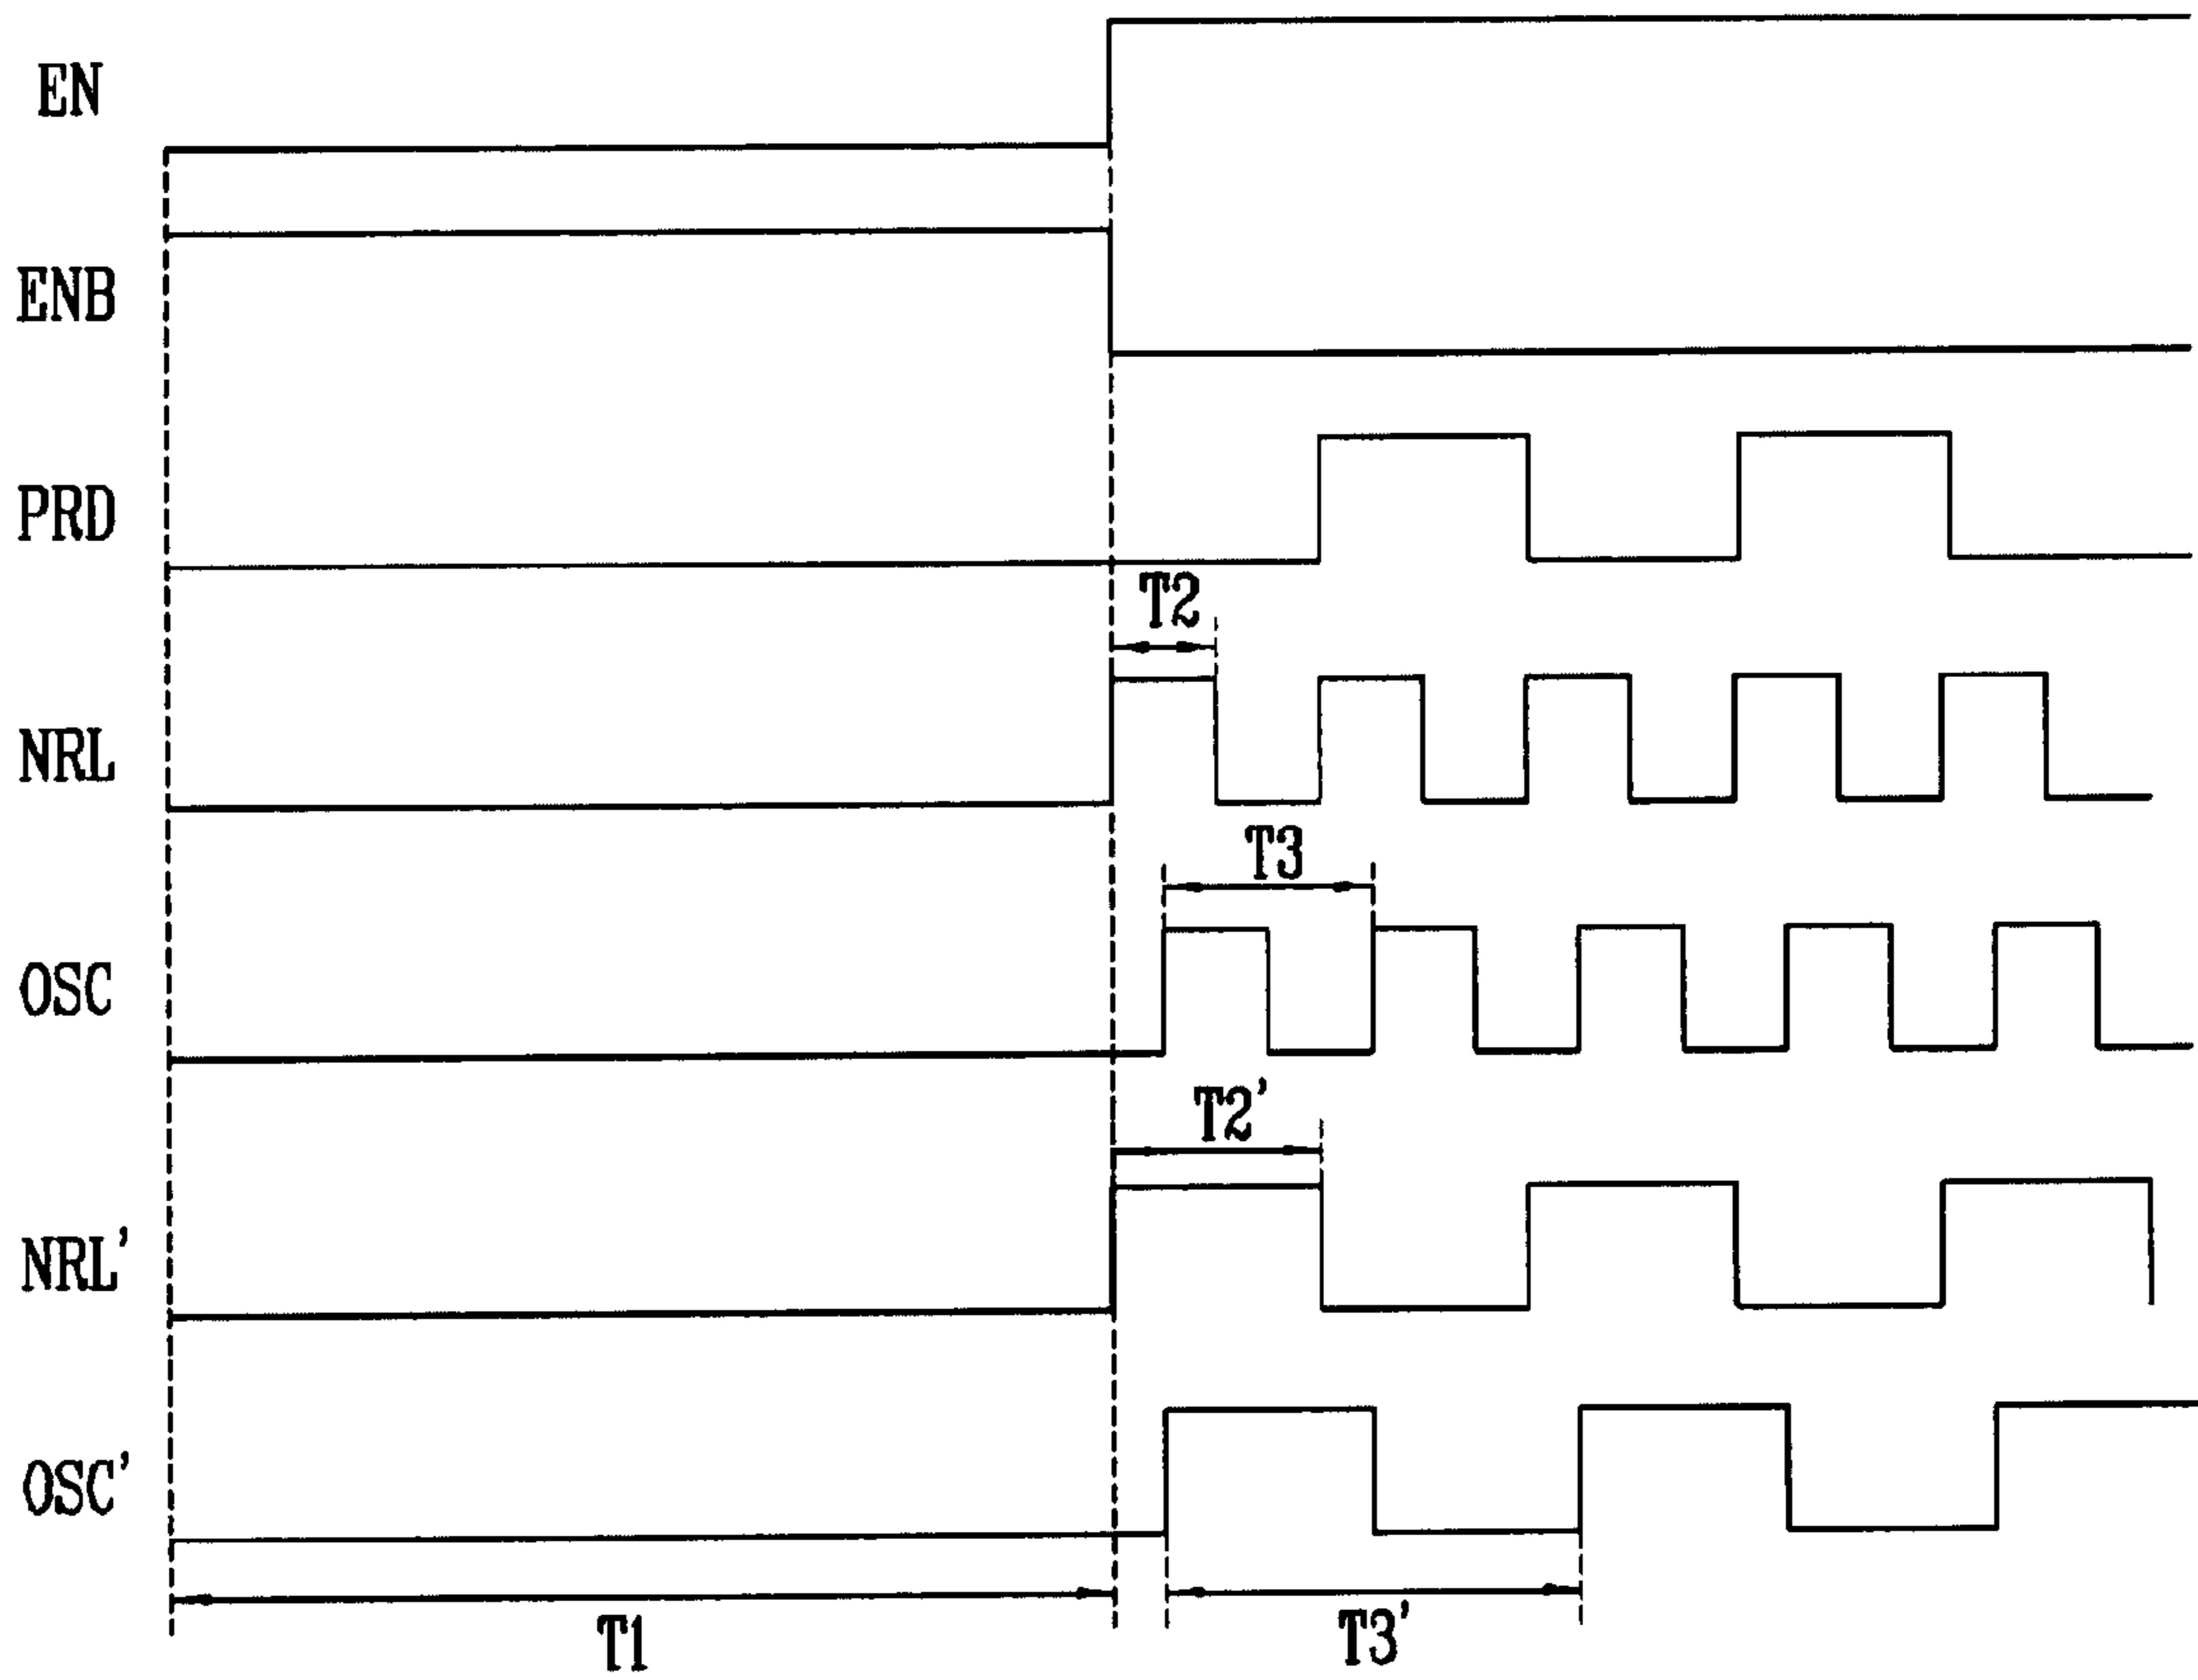 EN
ENB
PRD
T2
NRL
T3
OSC
T2'
NRL'
OSC'
T1
T3'